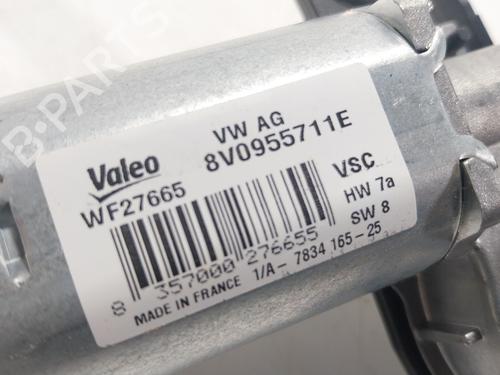 B-PARTS
Valeo
VW AG
WF27665
8V0955711E
VSC
HW 7a
SW 8
8 357000 276655
MADE IN FRANCE 1/A- 7834 165-25